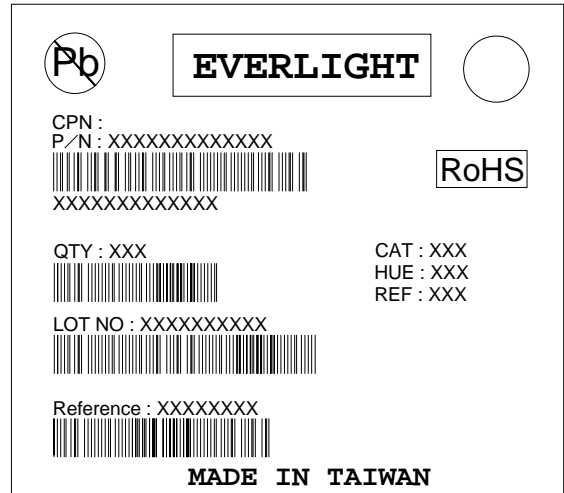 Pb
EVERLIGHT
CPN :
P/N : XXXXXXXXXXXXX
RoHS
XXXXXXXXXXXXX
QTY : XXX
CAT : XXX
HUE : XXX
REF : XXX
LOT NO : XXXXXXXXXX
Reference : XXXXXXXX
MADE IN TAIWAN